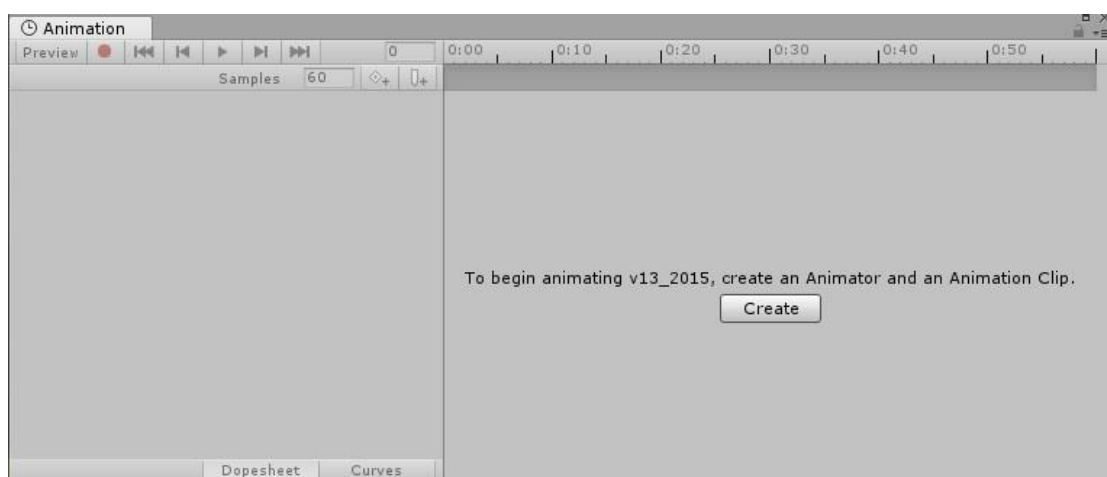 Animation
Preview 0 0:00 0:10 0:20 0:30 0:40 0:50
Samples 60
To begin animating v13_2015, create an Animator and an Animation Clip.
Create
Dopesheet Curves